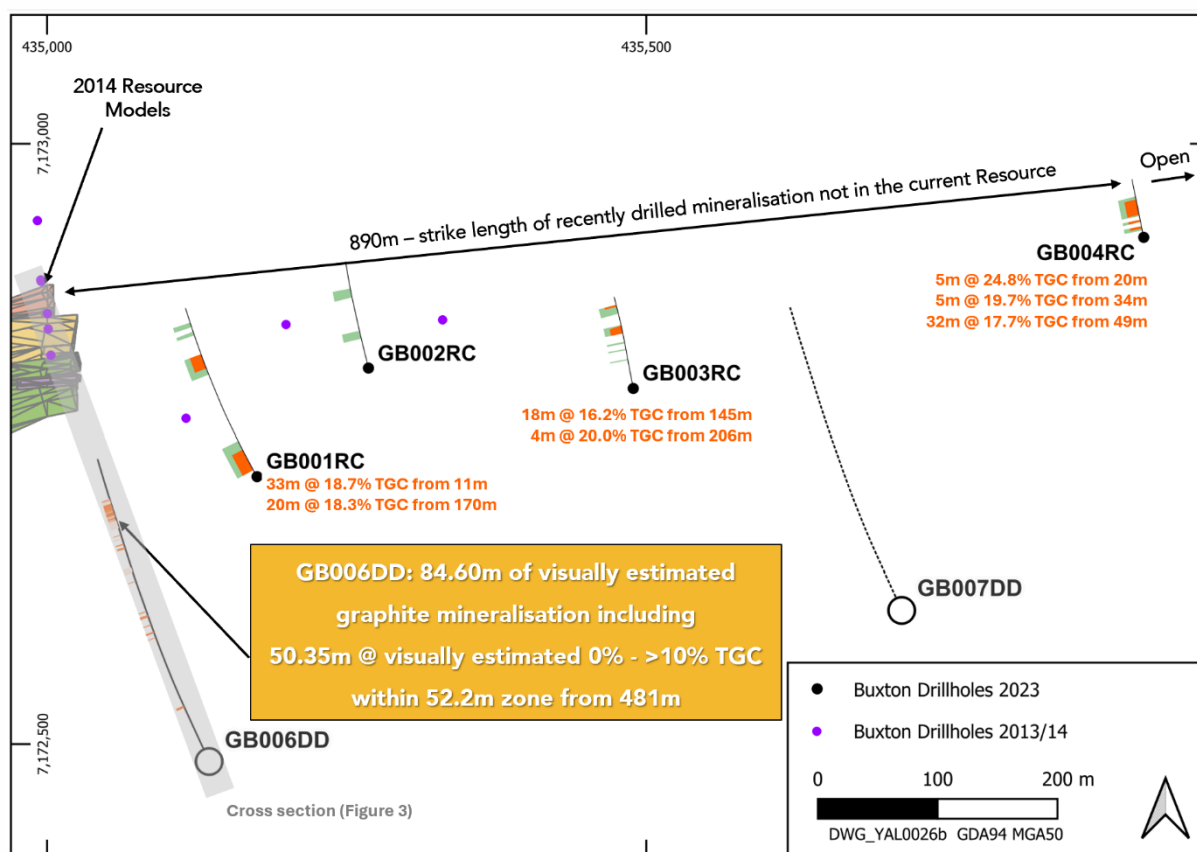 435,000
435,500
2014 Resource
Models
7,173,000
Open
890m – strike length of recently drilled mineralisation not in the current Resource
GB004RC
5m @ 24.8% TGC from 20m
5m @ 19.7% TGC from 34m
32m @ 17.7% TGC from 49m
GB002RC
GB003RC
18m @ 16.2% TGC from 145m
4m @ 20.0% TGC from 206m
GB001RC
33m @ 18.7% TGC from 11m
20m @ 18.3% TGC from 170m
GB006DD: 84.60m of visually estimated
graphite mineralisation including
50.35m @ visually estimated 0% - >10% TGC
within 52.2m zone from 481m
GB007DD
7,172,500
GB006DD
Cross section (Figure 3)
Buxton Drillholes 2023
Buxton Drillholes 2013/14
0 100 200 m
DWG_YAL0026b GDA94 MGA50